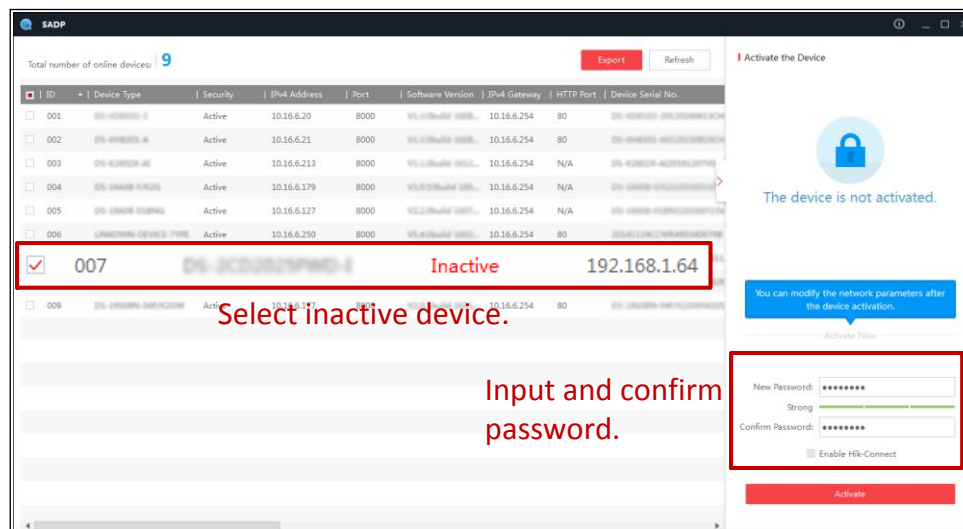 SADP
Total number of online devices: 9
Export
Refresh
ID Device Type Security IPv4 Address Port Software Version IPv4 Gateway HTTP Port Device Serial No.
001 Active 10.16.6.20 8000 10.16.6.254 80
002 Active 10.16.6.21 8000 10.16.6.254 80
003 Active 10.16.6.213 8000 10.16.6.254 N/A
004 Active 10.16.6.179 8000 10.16.6.254 N/A
005 Active 10.16.6.127 8000 10.16.6.254 N/A
006 Active 10.16.6.250 8000 10.16.6.254 80
007 Inactive 192.168.1.64
009 10.16.6.254 80
Select inactive device.
Input and confirm
password.
Activate the Device
The device is not activated.
You can modify the network parameters after
the device activation.
Activate Now
New Password: ●●●●●●●●
Strong
Confirm Password: ●●●●●●●●
Enable Hik-Connect
Activate